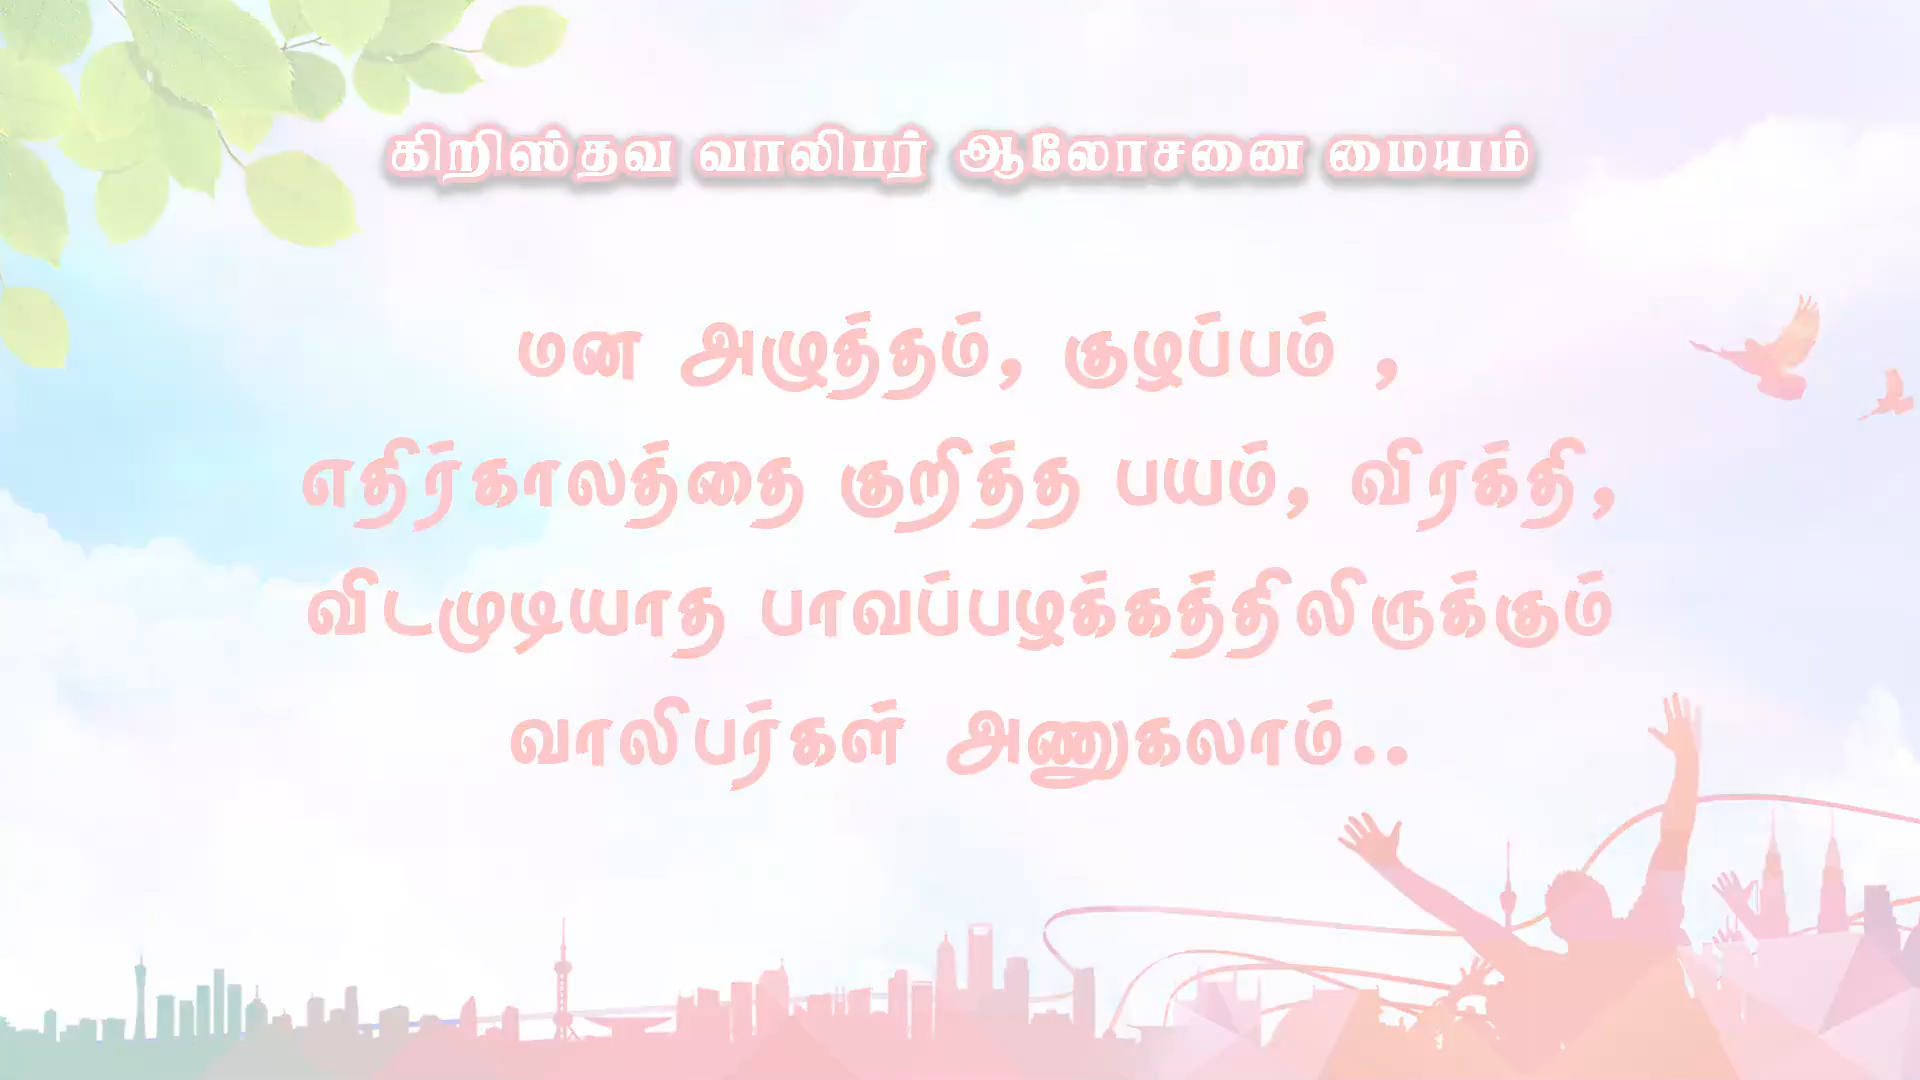 கிறிஸ்தவ வாலிபர் ஆலோசனை மையம்
மன அழுத்தம், குழப்பம் ,
எதிர்காலத்தை குறித்த பயம், விரக்தி,
விடமுடியாத பாவப்பழக்கத்திலிருக்கும்
வாலிபர்கள் அணுகலாம்..